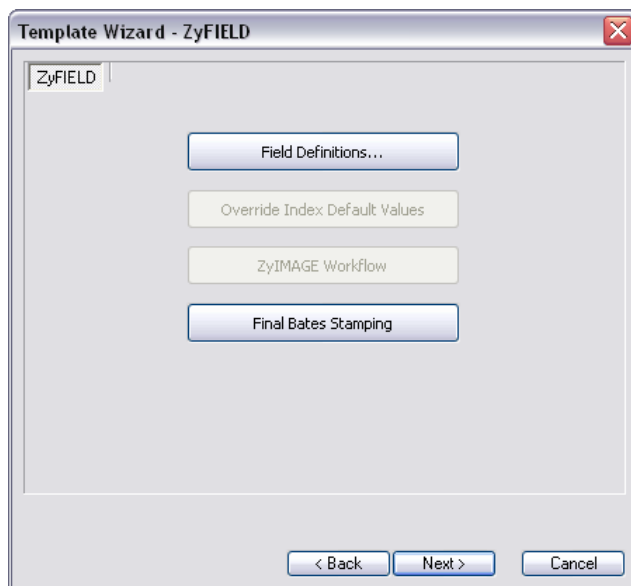 Template Wizard - ZyFIELD
ZyFIELD
Field Definitions...
Override Index Default Values
ZyIMAGE Workflow
Final Bates Stamping
< Back Next > Cancel